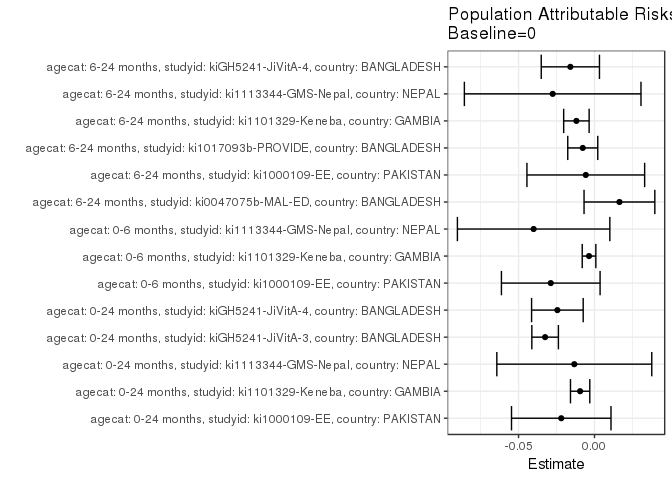 Population Attributable Risks
Baseline=0
agecat: 6-24 months, studyid: kiGH5241-JiVitA-4, country: BANGLADESH
agecat: 6-24 months, studyid: ki1113344-GMS-Nepal, country: NEPAL
agecat: 6-24 months, studyid: ki1101329-Keneba, country: GAMBIA
agecat: 6-24 months, studyid: ki1017093b-PROVIDE, country: BANGLADESH
agecat: 6-24 months, studyid: ki1000109-EE, country: PAKISTAN
agecat: 6-24 months, studyid: ki0047075b-MAL-ED, country: BANGLADESH
agecat: 0-6 months, studyid: ki1113344-GMS-Nepal, country: NEPAL
agecat: 0-6 months, studyid: ki1101329-Keneba, country: GAMBIA
agecat: 0-6 months, studyid: ki1000109-EE, country: PAKISTAN
agecat: 0-24 months, studyid: kiGH5241-JiVitA-4, country: BANGLADESH
agecat: 0-24 months, studyid: kiGH5241-JiVitA-3, country: BANGLADESH
agecat: 0-24 months, studyid: ki1113344-GMS-Nepal, country: NEPAL
agecat: 0-24 months, studyid: ki1101329-Keneba, country: GAMBIA
agecat: 0-24 months, studyid: ki1000109-EE, country: PAKISTAN
-0.05 0.00
Estimate